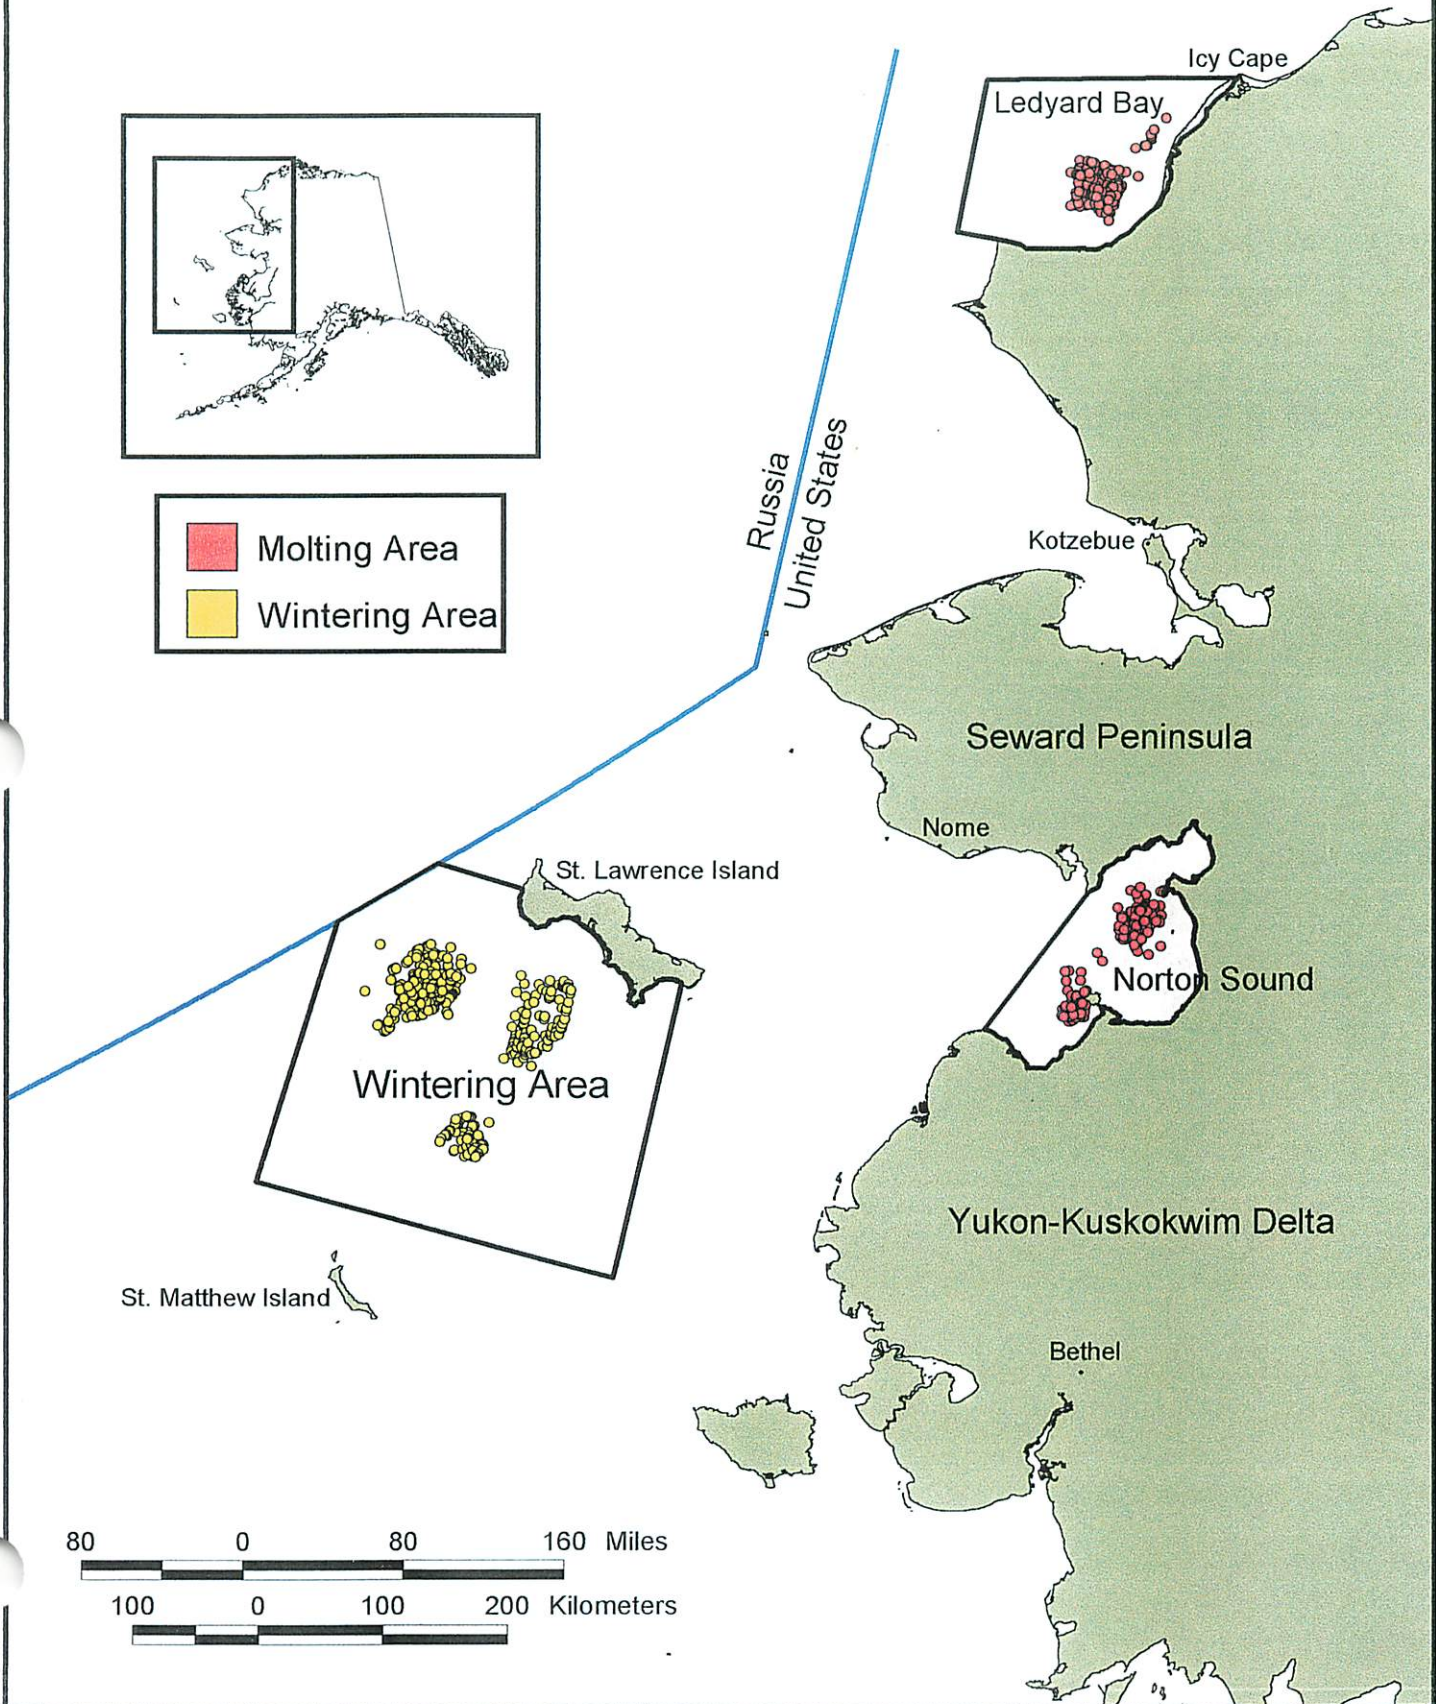 Icy Cape
Ledyard Bay
Russia
United States
Molting Area
Wintering Area
Kotzebue
Seward Peninsula
Nome
St. Lawrence Island
Norton Sound
Wintering Area
Yukon-Kuskokwim Delta
St. Matthew Island
Bethel
80 0 80 160 Miles
100 0 100 200 Kilometers